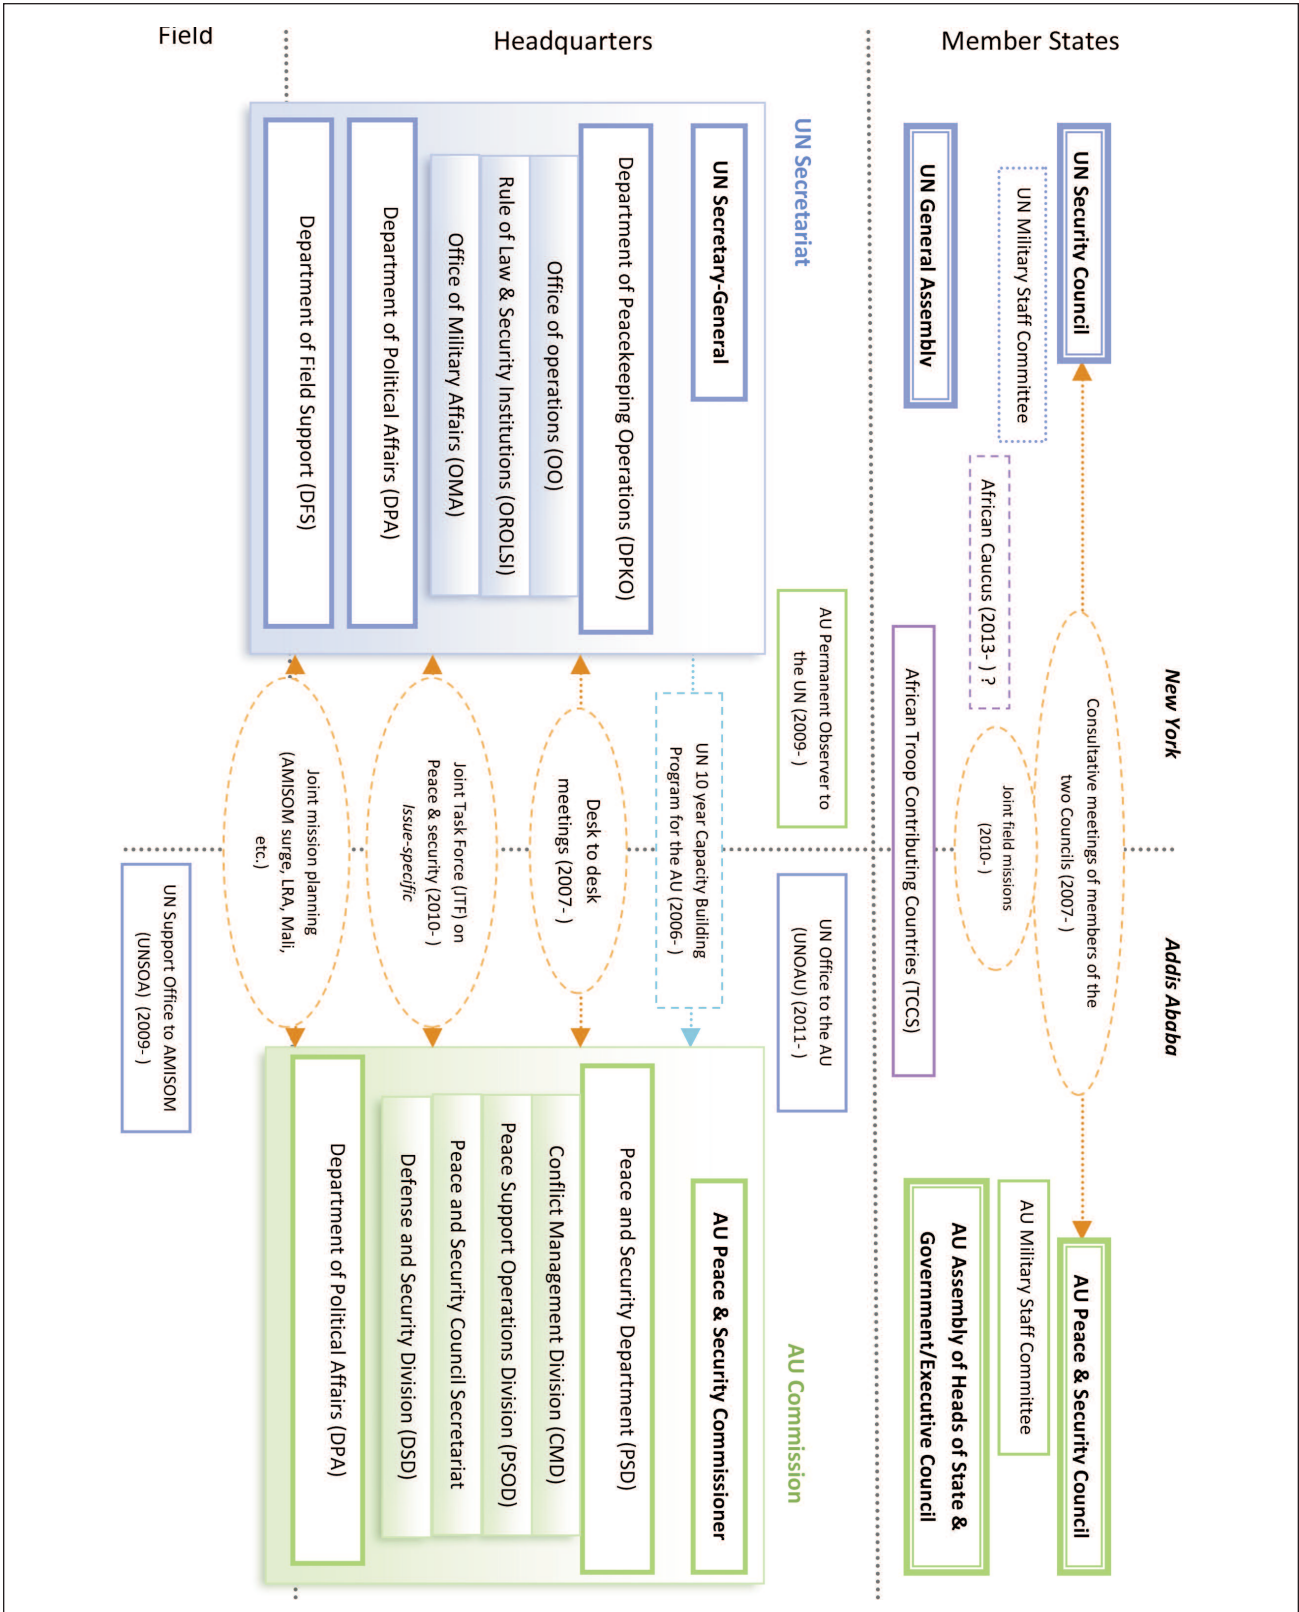 New York
Addis Ababa
Member States
UN Security Council
Consultative meetings of members of the
two Councils (2007- )
AU Peace & Security Council
UN Military Staff Committee
African Caucus (2013- ) ?
Joint field missions
(2010- )
AU Military Staff Committee
UN General Assembly
African Troop Contributing Countries (TCCS)
AU Assembly of Heads of State &
Government/Executive Council
Headquarters
UN Secretariat
AU Permanent Observer to
the UN (2009- )
UN Office to the AU
(UNOAU) (2011- )
AU Commission
UN Secretary-General
UN 10 year Capacity Building
Program for the AU (2006- )
AU Peace & Security Commissioner
Department of Peacekeeping Operations (DPKO)
Office of operations (OO)
Rule of Law & Security Institutions (OROLSI)
Office of Military Affairs (OMA)
Desk to desk
meetings (2007- )
Peace and Security Department (PSD)
Conflict Management Division (CMD)
Peace Support Operations Division (PSOD)
Peace and Security Council Secretariat
Defense and Security Division (DSD)
Department of Political Affairs (DPA)
Joint Task Force (JTF) on
Peace & security (2010- )
Issue-specific
Department of Field Support (DFS)
Joint mission planning
(AMISOM surge, LRA, Mali,
etc.)
Department of Political Affairs (DPA)
Field
UN Support Office to AMISOM
(UNSOA) (2009- )